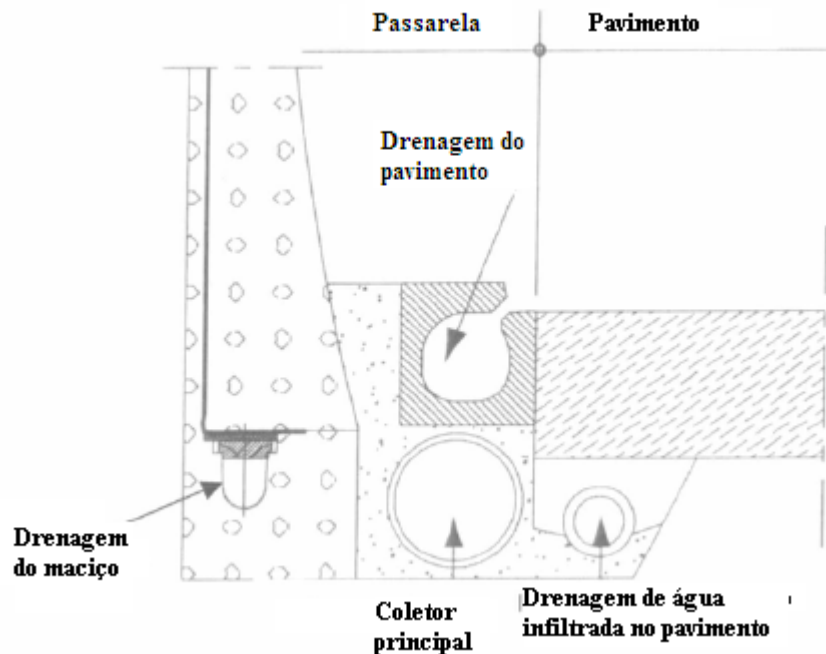 Passarela
Pavimento
Drenagem do
pavimento
Drenagem
do maciço
Coletor
principal
Drenagem de água
infiltrada no pavimento